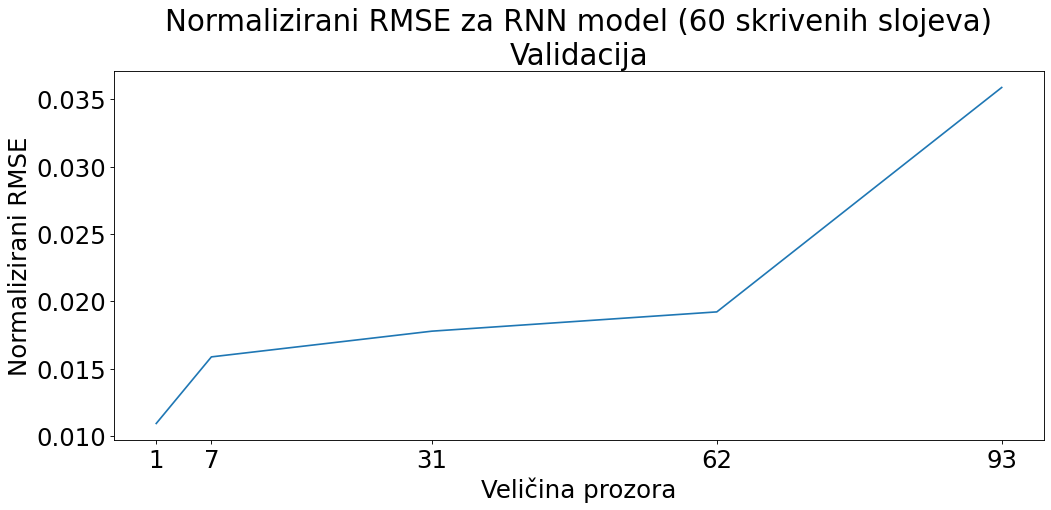 Normalizirani RMSE za RNN model (60 skrivenih slojeva)
Validacija
Normalizirani RMSE
0.035
0.030
0.025
0.020
0.015
0.010
1 7 31 62 93
Veličina prozora